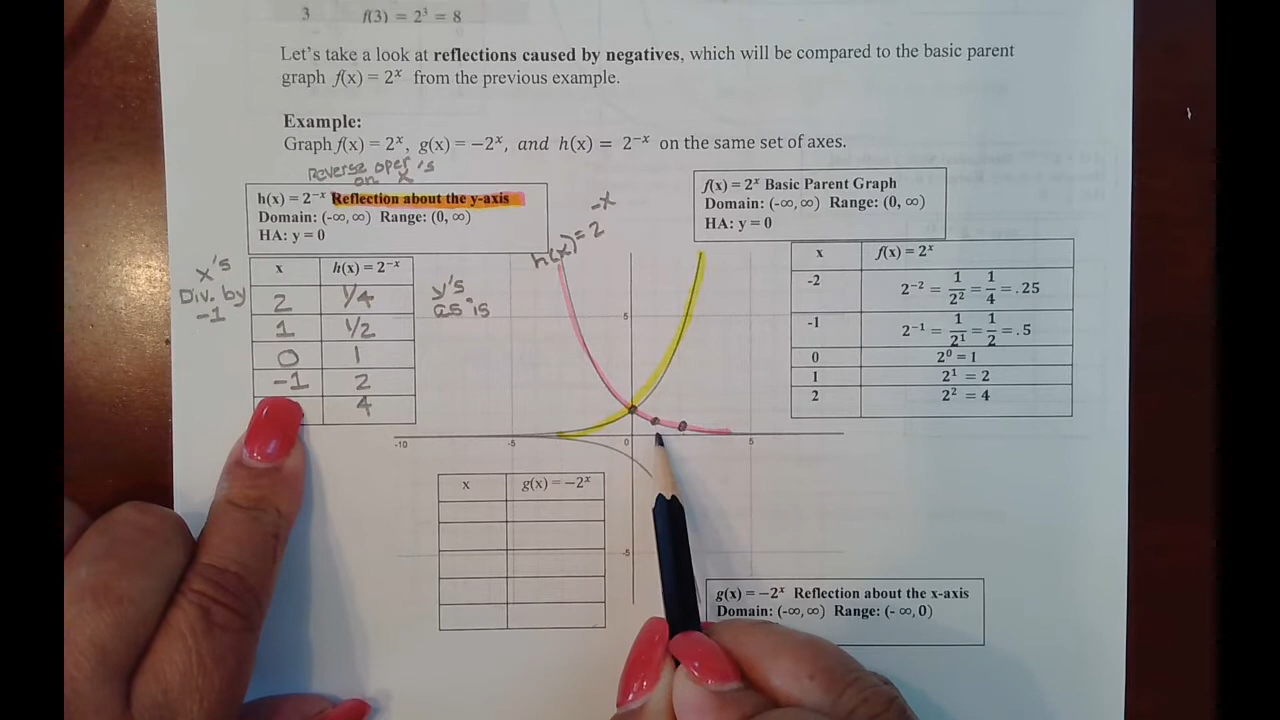 3 f(3) = 2³ = 8
Let's take a look at reflections caused by negatives, which will be compared to the basic parent
graph f(x) = 2ˣ from the previous example.
Example:
Graph f(x) = 2ˣ, g(x) = −2ˣ, and h(x) = 2⁻ˣ on the same set of axes.
Reverse oper's
on x
h(x) = 2⁻ˣ Reflection about the y-axis
Domain: (-∞, ∞) Range: (0, ∞)
HA: y = 0
f(x) = 2ˣ Basic Parent Graph
Domain: (-∞, ∞) Range: (0, ∞)
HA: y = 0
x's
Div. by
-1
x h(x) = 2⁻ˣ
2 1/4
1 1/2
0 1
-1 2
4
y's
as is
h(x) = 2⁻ˣ
x f(x) = 2ˣ
-2 2⁻² = 1/2² = 1/4 = .25
-1 2⁻¹ = 1/2¹ = 1/2 = .5
0 2⁰ = 1
1 2¹ = 2
2 2² = 4
5
-10 -5 0 5
-5
x g(x) = −2ˣ
g(x) = −2ˣ Reflection about the x-axis
Domain: (-∞, ∞) Range: (- ∞, 0)